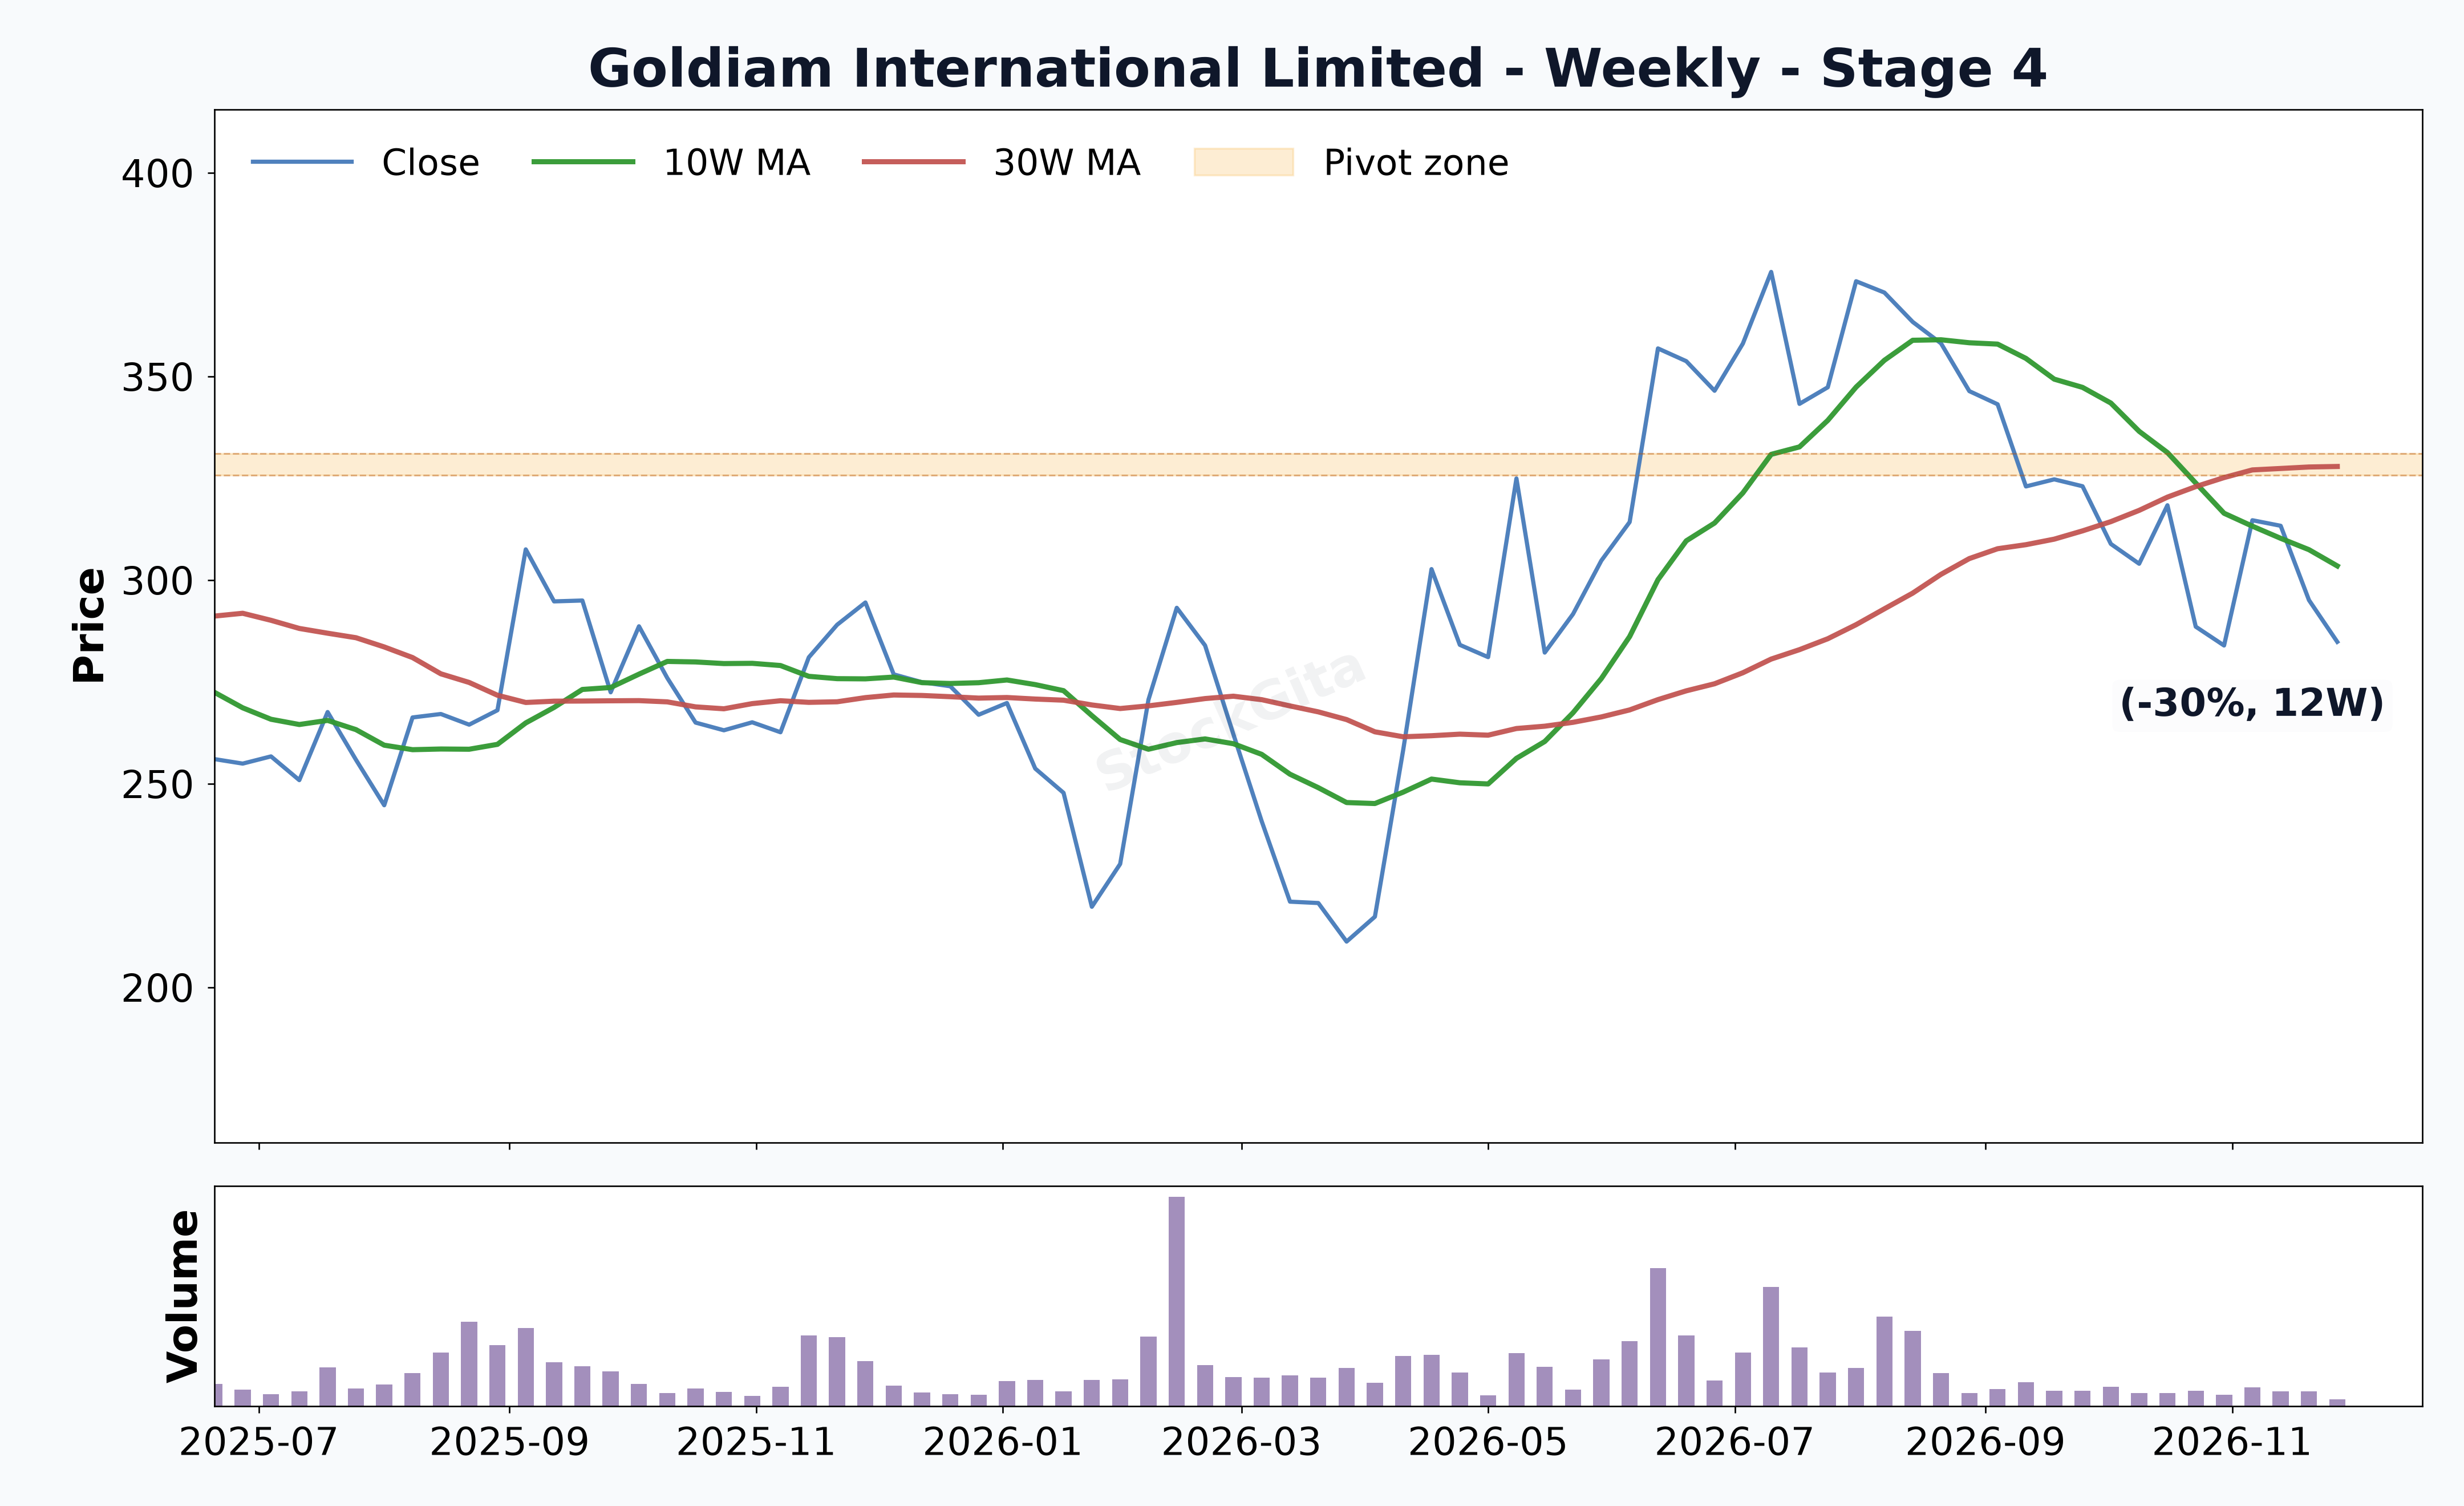 Goldiam International Limited - Weekly - Stage 4
Close
10W MA
30W MA
Pivot zone
400
350
300
250
200
Price
StockGita
(-30%, 12W)
Volume
2025-07
2025-09
2025-11
2026-01
2026-03
2026-05
2026-07
2026-09
2026-11